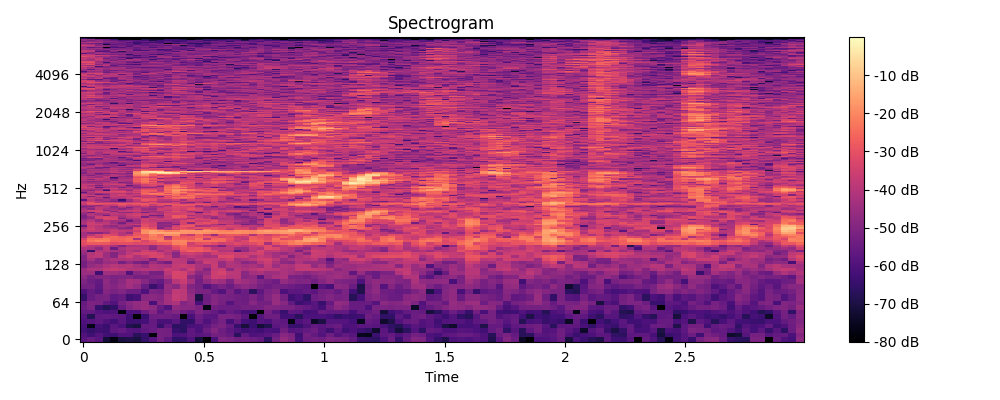 Spectrogram
4096
2048
1024
512
256
128
64
0
Hz
0
0.5
1
1.5
2
2.5
Time
-10 dB
-20 dB
-30 dB
-40 dB
-50 dB
-60 dB
-70 dB
-80 dB